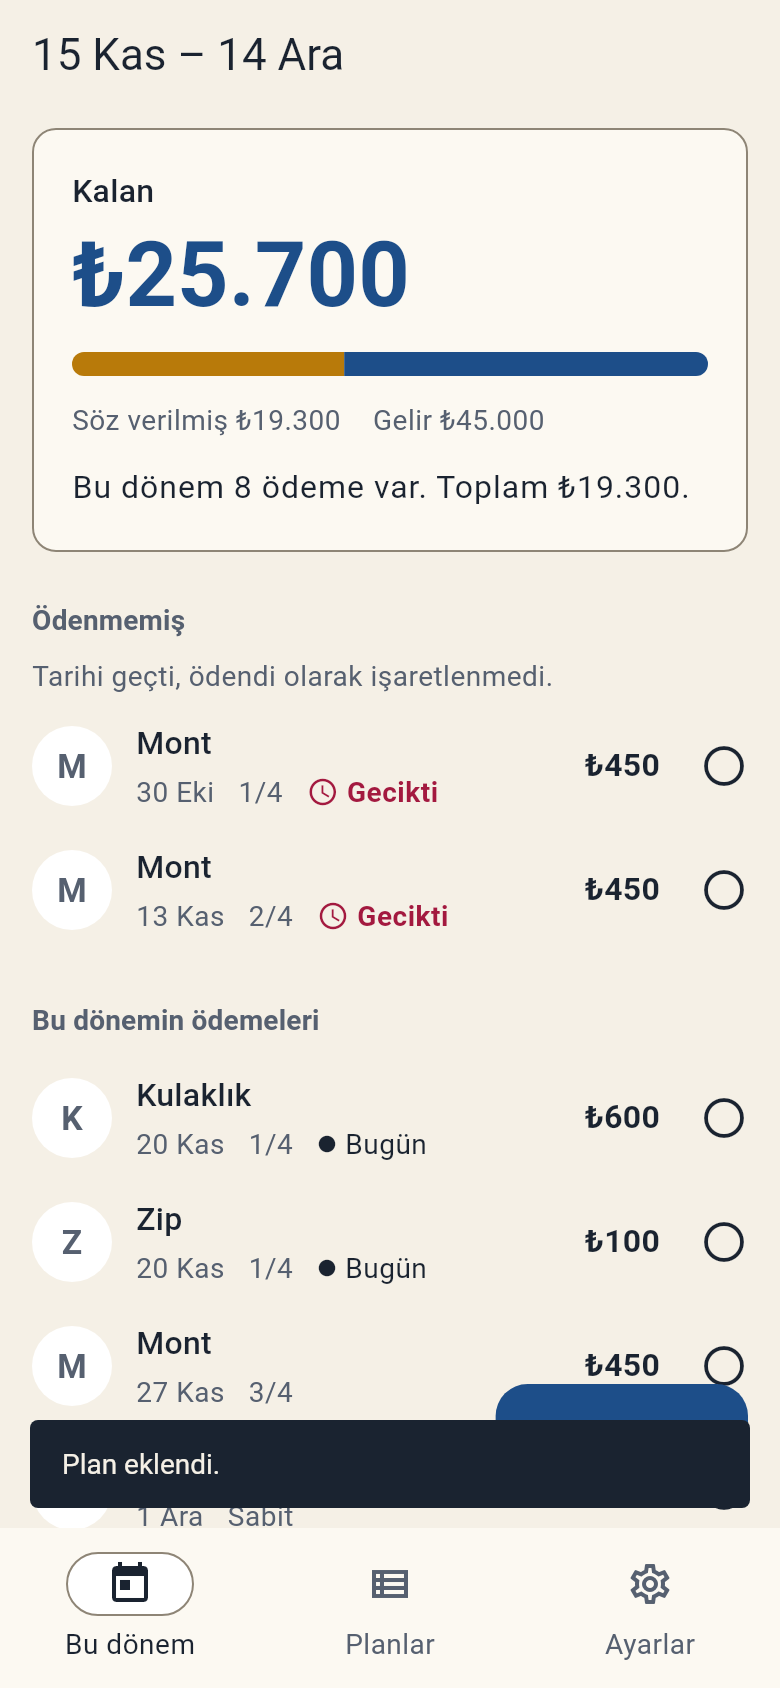 15 Kas – 14 Ara
Kalan
₺25.700
Söz verilmiş ₺19.300 Gelir ₺45.000
Bu dönem 8 ödeme var. Toplam ₺19.300.
Ödenmemiş
Tarihi geçti, ödendi olarak işaretlenmedi.
M Mont ₺450
30 Eki 1/4 Gecikti
M Mont ₺450
13 Kas 2/4 Gecikti
Bu dönemin ödemeleri
K Kulaklık ₺600
20 Kas 1/4 Bugün
Z Zip ₺100
20 Kas 1/4 Bugün
M Mont ₺450
27 Kas 3/4
Plan eklendi.
1 Ara Sabit
Bu dönem Planlar Ayarlar